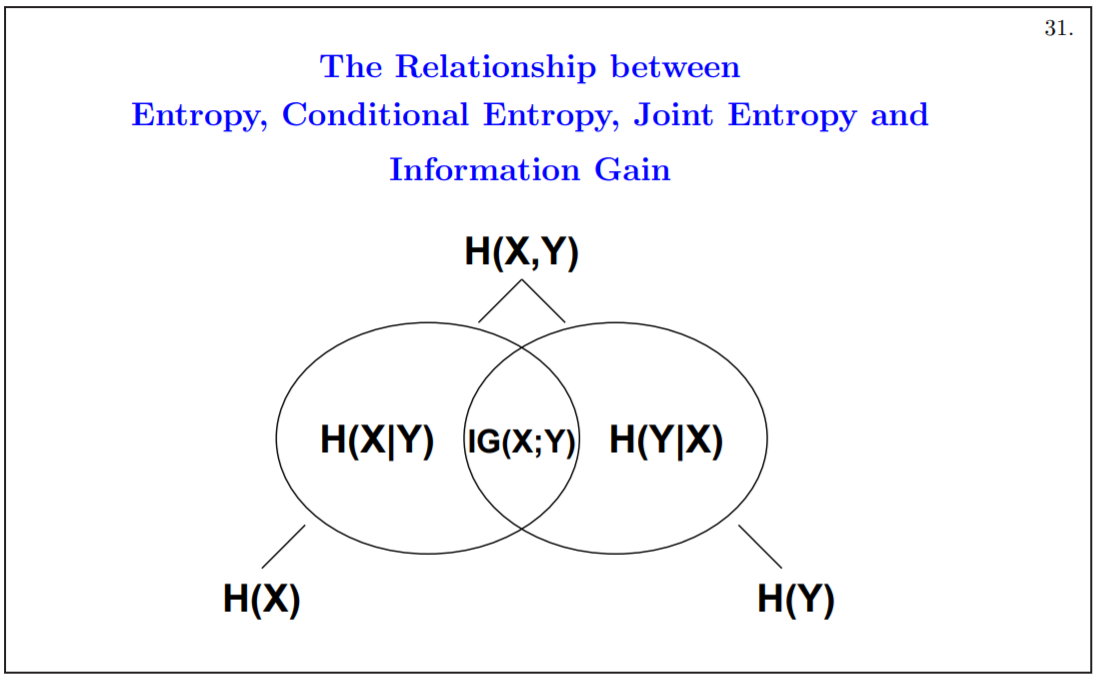 31.
The Relationship between
Entropy, Conditional Entropy, Joint Entropy and
Information Gain
H(X,Y)
H(X|Y) IG(X;Y) H(Y|X)
H(X) H(Y)